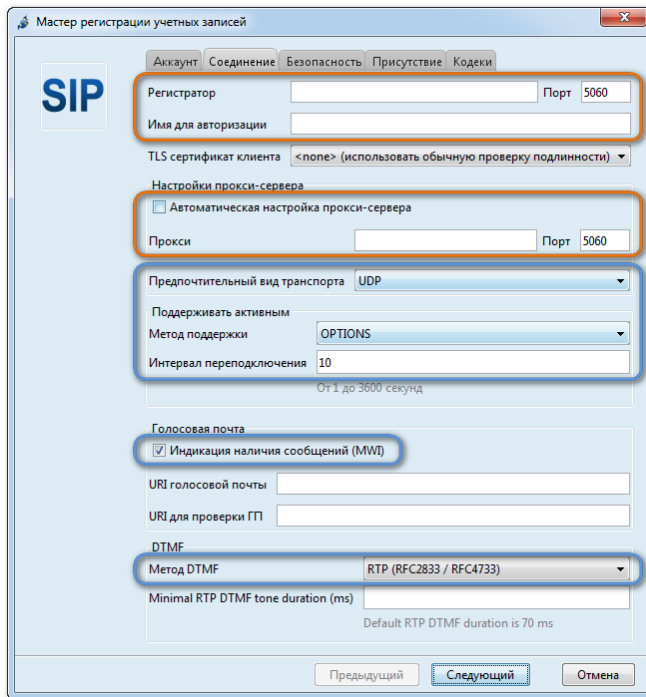 Мастер регистрации учетных записей
SIP
Аккаунт Соединение Безопасность Присутствие Кодеки
Регистратор Порт 5060
Имя для авторизации
TLS сертификат клиента <none> (использовать обычную проверку подлинности)
Настройки прокси-сервера
Автоматическая настройка прокси-сервера
Прокси Порт 5060
Предпочтительный вид транспорта UDP
Поддерживать активным
Метод поддержки OPTIONS
Интервал переподключения 10
От 1 до 3600 секунд
Голосовая почта
Индикация наличия сообщений (MWI)
URI голосовой почты
URI для проверки ГП
DTMF
Метод DTMF RTP (RFC2833 / RFC4733)
Minimal RTP DTMF tone duration (ms)
Default RTP DTMF duration is 70 ms
Предыдущий Следующий Отмена